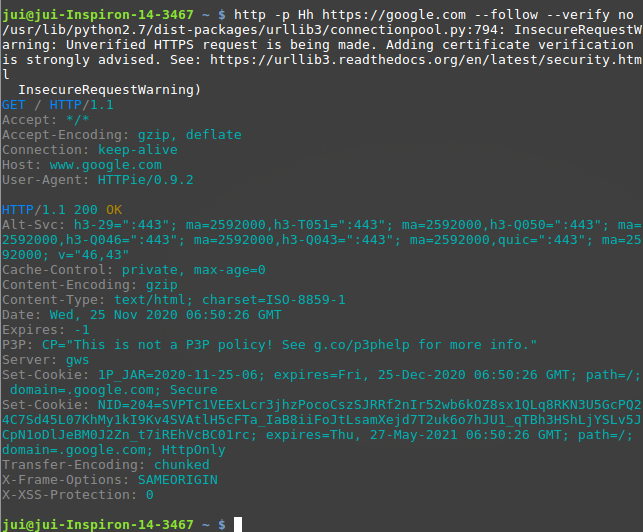 jui@jui-Inspiron-14-3467 ~ $ http -p Hh https://google.com --follow --verify no
/usr/lib/python2.7/dist-packages/urllib3/connectionpool.py:794: InsecureRequestW
arning: Unverified HTTPS request is being made. Adding certificate verification
is strongly advised. See: https://urllib3.readthedocs.org/en/latest/security.htm
l
  InsecureRequestWarning)
GET / HTTP/1.1
Accept: */*
Accept-Encoding: gzip, deflate
Connection: keep-alive
Host: www.google.com
User-Agent: HTTPie/0.9.2

HTTP/1.1 200 OK
Alt-Svc: h3-29=":443"; ma=2592000,h3-T051=":443"; ma=2592000,h3-Q050=":443"; ma=
2592000,h3-Q046=":443"; ma=2592000,h3-Q043=":443"; ma=2592000,quic=":443"; ma=25
92000; v="46,43"
Cache-Control: private, max-age=0
Content-Encoding: gzip
Content-Type: text/html; charset=ISO-8859-1
Date: Wed, 25 Nov 2020 06:50:26 GMT
Expires: -1
P3P: CP="This is not a P3P policy! See g.co/p3phelp for more info."
Server: gws
Set-Cookie: 1P_JAR=2020-11-25-06; expires=Fri, 25-Dec-2020 06:50:26 GMT; path=/;
 domain=.google.com; Secure
Set-Cookie: NID=204=SVPTc1VEExLcr3jhzPocoCszSJRRf2nIr52wb6kOZ8sx1QLq8RKN3U5GcPQ2
4C7Sd45L07KhMy1kI9Kv4SVAtlH5cFTa_IaB8iiFoJtLsamXejd7T2uk6o7hJU1_qTBh3HShLjYSLv5J
CpN1oDlJeBM0J2Zn_t7iREhVcBC01rc; expires=Thu, 27-May-2021 06:50:26 GMT; path=/;
domain=.google.com; HttpOnly
Transfer-Encoding: chunked
X-Frame-Options: SAMEORIGIN
X-XSS-Protection: 0

jui@jui-Inspiron-14-3467 ~ $